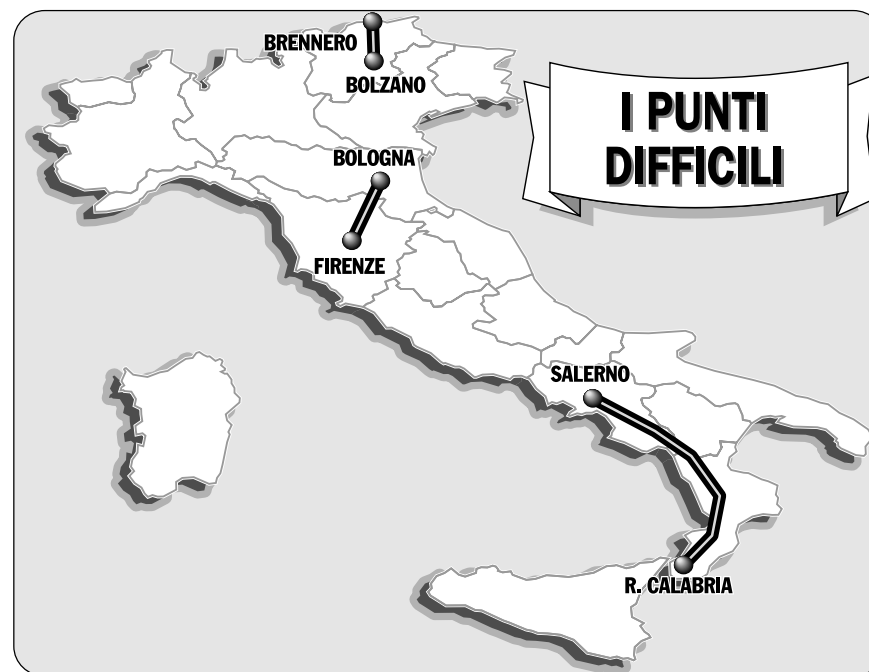 BRENNERO
BOLZANO
I PUNTI
DIFFICILI
BOLOGNA
FIRENZE
SALERNO
R. CALABRIA